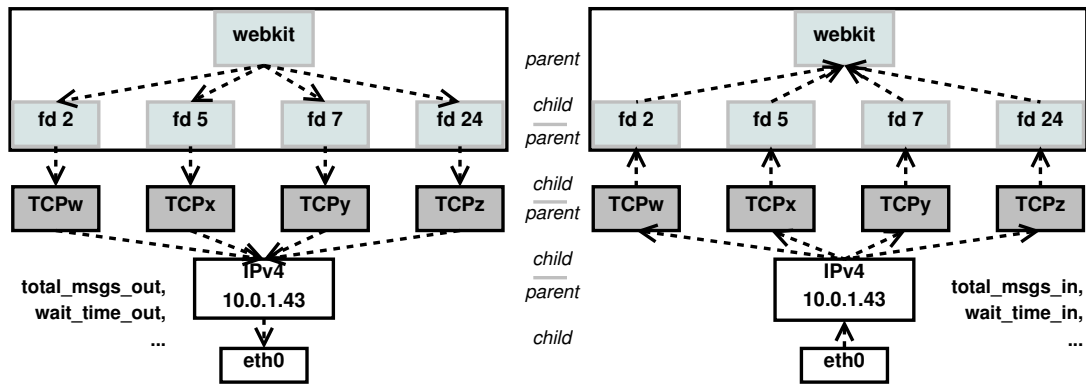 webkit
fd 2 fd 5 fd 7 fd 24
TCPw TCPx TCPy TCPz
IPv4
10.0.1.43
total_msgs_out,
wait_time_out,
...
eth0
parent
child
parent
child
parent
child
parent
child
webkit
fd 2 fd 5 fd 7 fd 24
TCPw TCPx TCPy TCPz
IPv4
10.0.1.43
total_msgs_in,
wait_time_in,
...
eth0